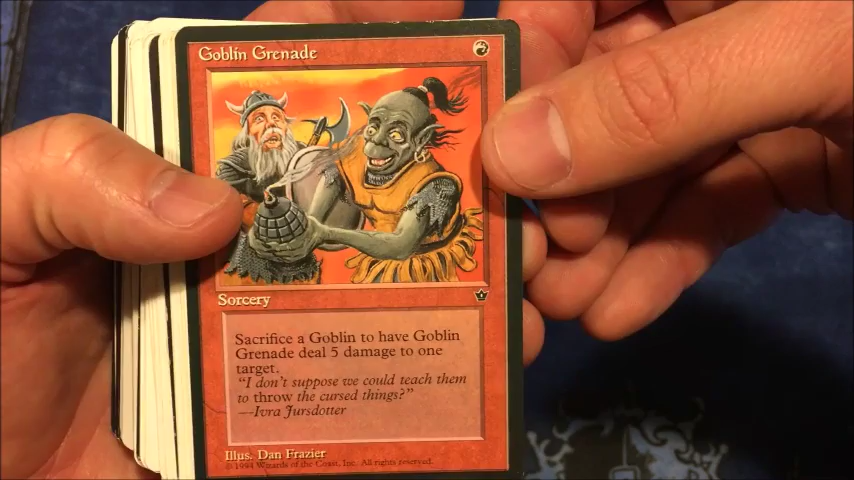 Goblin Grenade
Sorcery
Sacrifice a Goblin to have Goblin
Grenade deal 5 damage to one
target.
"I don't suppose we could teach them
to throw the cursed things?"
—Ivra Jursdotter
Illus. Dan Frazier
© 1994 Wizards of the Coast, Inc. All rights reserved.